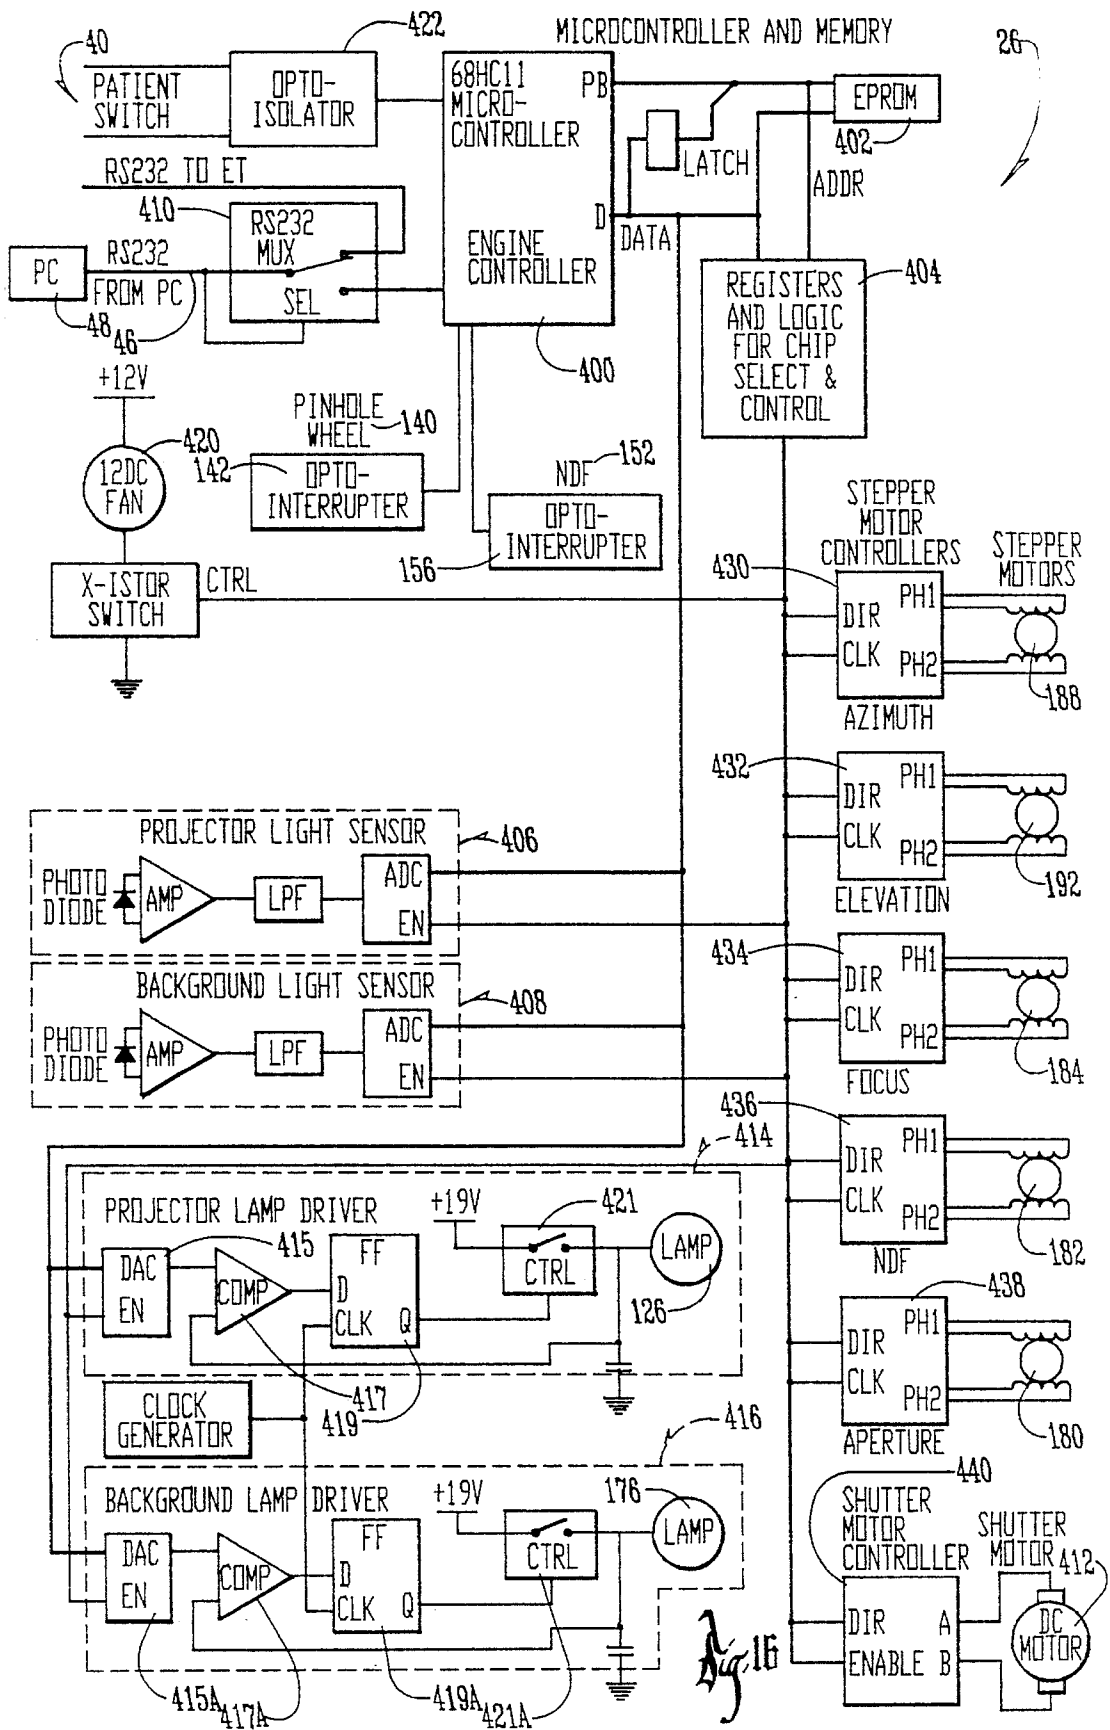 422
MICROCONTROLLER AND MEMORY
40
26
PATIENT
SWITCH
OPTO-
ISOLATOR
68HC11
MICRO-
CONTROLLER
PB
EPROM
402
LATCH
ADDR
RS232 TO ET
410
RS232
MUX
D
DATA
ENGINE
CONTROLLER
PC
RS232
FROM PC
SEL
48
46
400
404
REGISTERS
AND LOGIC
FOR CHIP
SELECT &
CONTROL
+12V
PINHOLE
WHEEL
140
420
12DC
FAN
142
OPTO-
INTERRUPTER
NDF
152
OPTO-
INTERRUPTER
156
X-ISTOR
SWITCH
CTRL
STEPPER
MOTOR
CONTROLLERS
STEPPER
MOTORS
430
DIR
CLK
PH1
PH2
188
AZIMUTH
432
DIR
CLK
PH1
PH2
192
ELEVATION
PROJECTOR LIGHT SENSOR
406
PHOTO
DIODE
AMP
LPF
ADC
EN
434
DIR
CLK
PH1
PH2
184
FOCUS
BACKGROUND LIGHT SENSOR
408
PHOTO
DIODE
AMP
LPF
ADC
EN
436
DIR
CLK
PH1
PH2
182
NDF
414
PROJECTOR LAMP DRIVER
415
+19V
421
DAC
EN
COMP
FF
D
CLK
Q
CTRL
LAMP
126
417
419
438
DIR
CLK
PH1
PH2
180
APERTURE
CLOCK
GENERATOR
416
BACKGROUND LAMP DRIVER
+19V
176
DAC
EN
COMP
FF
D
CLK
Q
CTRL
LAMP
415A
417A
419A
421A
440
SHUTTER
MOTOR
CONTROLLER
SHUTTER
MOTOR
412
DIR
ENABLE
A
B
DC
MOTOR
Fig. 16